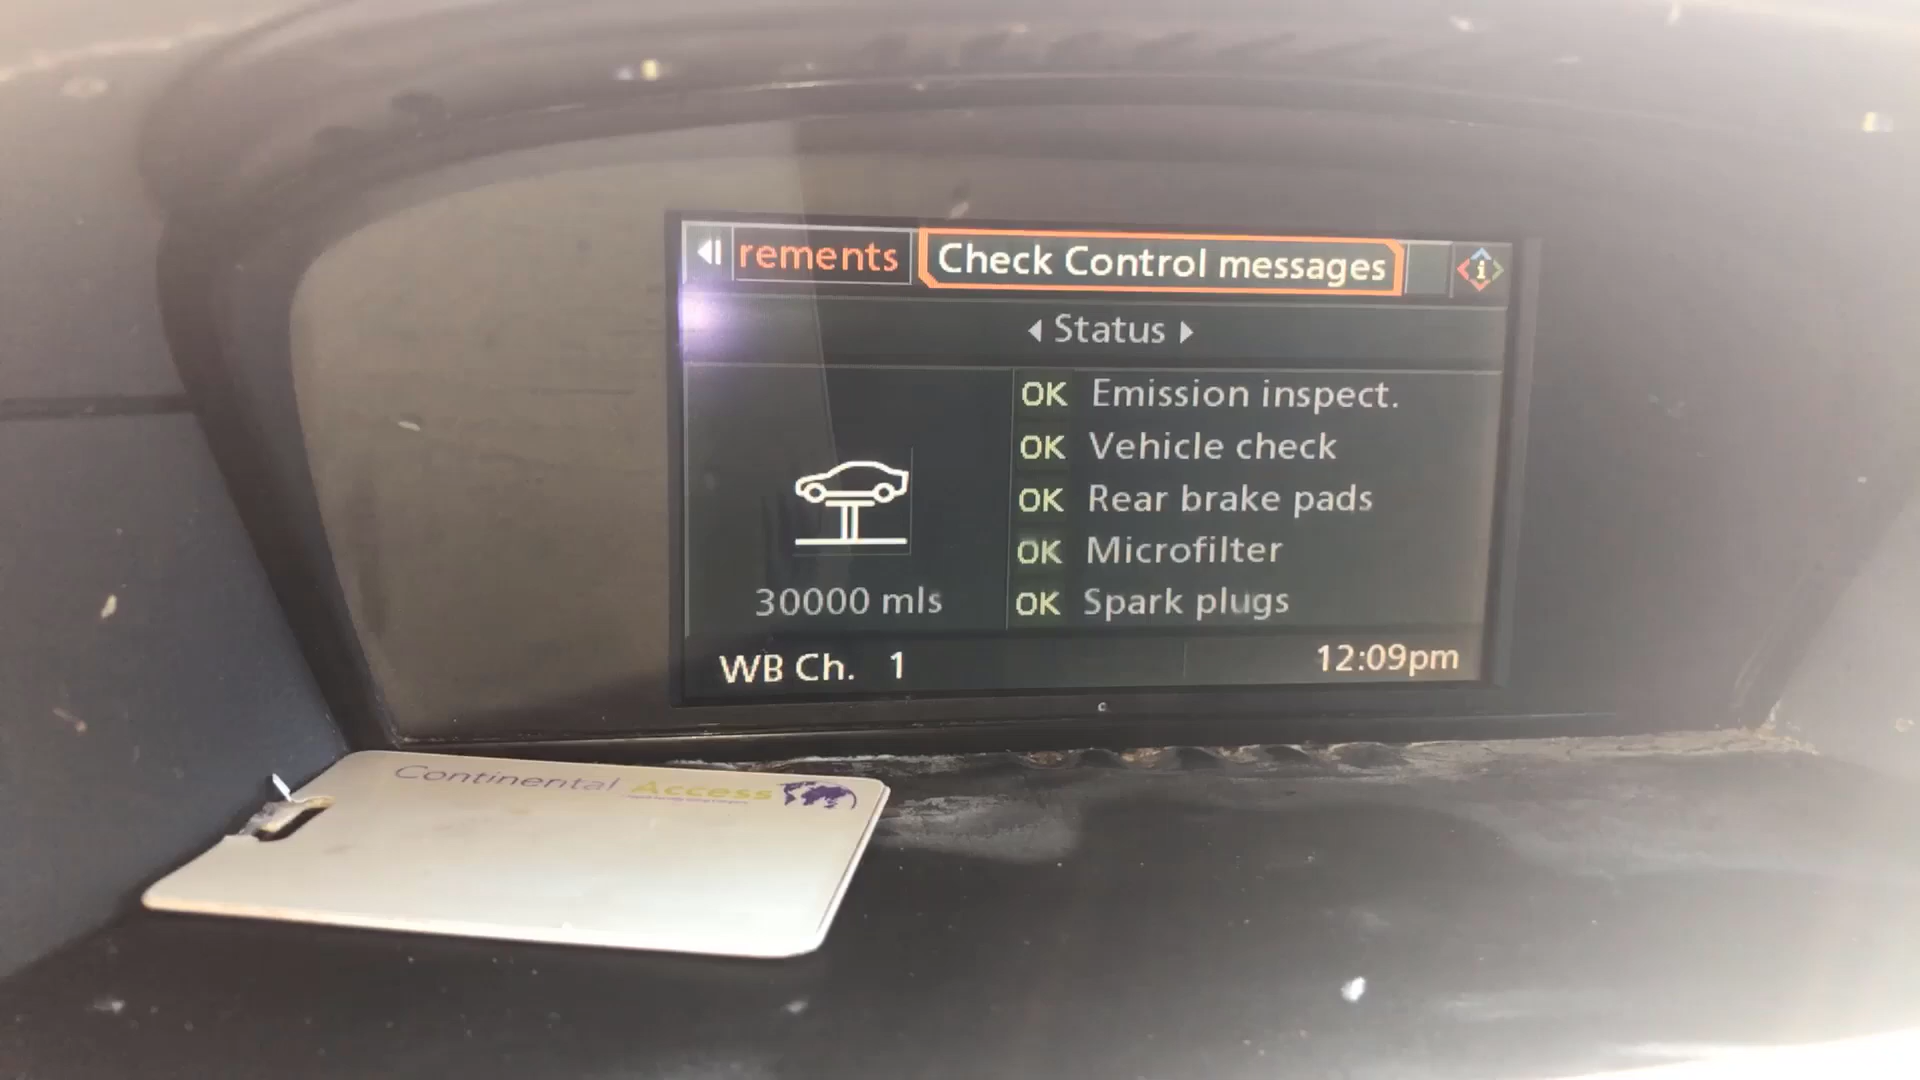 rements Check Control messages i
Status
OK Emission inspect.
OK Vehicle check
OK Rear brake pads
OK Microfilter
OK Spark plugs
30000 mls
WB Ch. 1 12:09pm
Continental Access